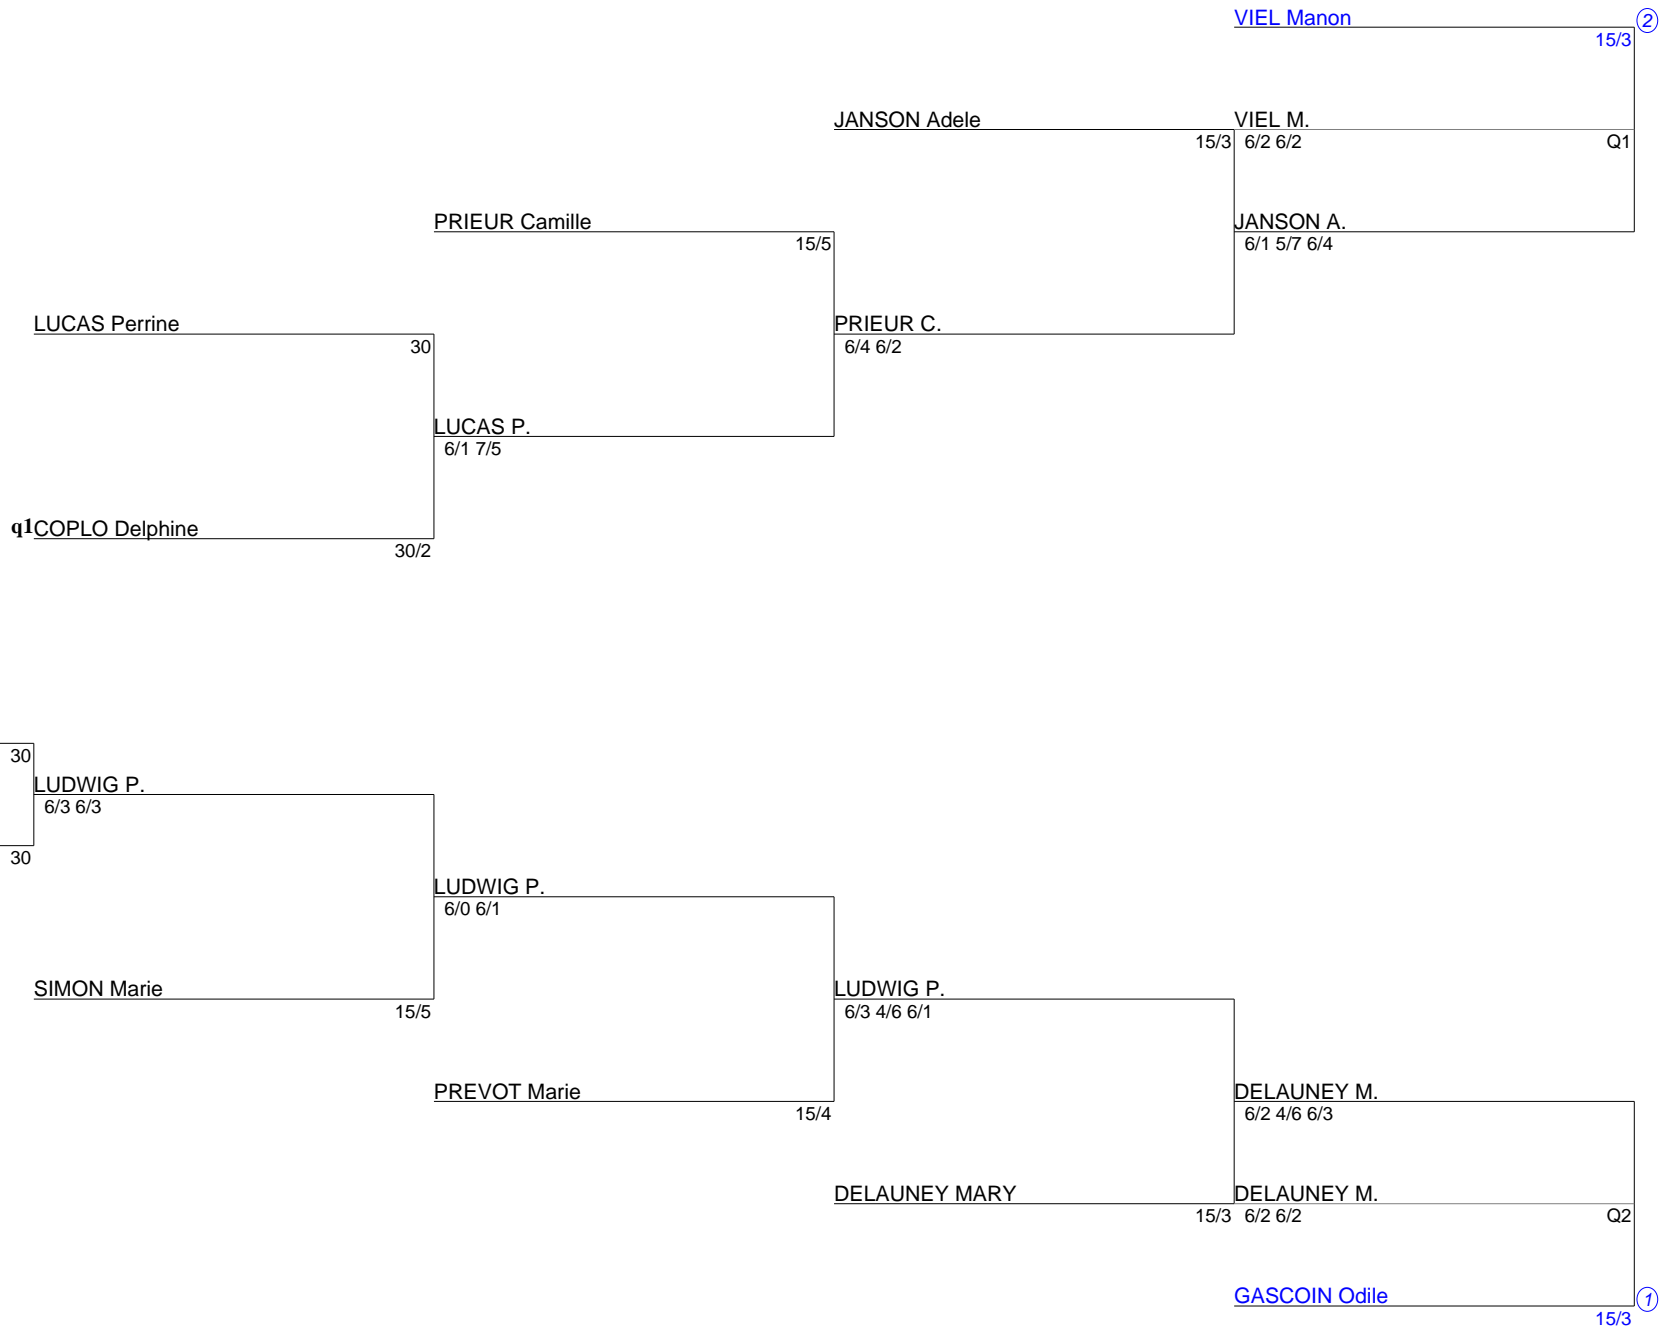 VIEL Manon
2
15/3
JANSON Adele
VIEL M.
15/3
6/2 6/2
Q1
PRIEUR Camille
JANSON A.
15/5
6/1 5/7 6/4
LUCAS Perrine
PRIEUR C.
30
6/4 6/2
LUCAS P.
6/1 7/5
q1 COPLO Delphine
30/2
30
LUDWIG P.
6/3 6/3
30
LUDWIG P.
6/0 6/1
SIMON Marie
LUDWIG P.
15/5
6/3 4/6 6/1
PREVOT Marie
DELAUNEY M.
15/4
6/2 4/6 6/3
DELAUNEY MARY
DELAUNEY M.
15/3
6/2 6/2
Q2
GASCOIN Odile
1
15/3